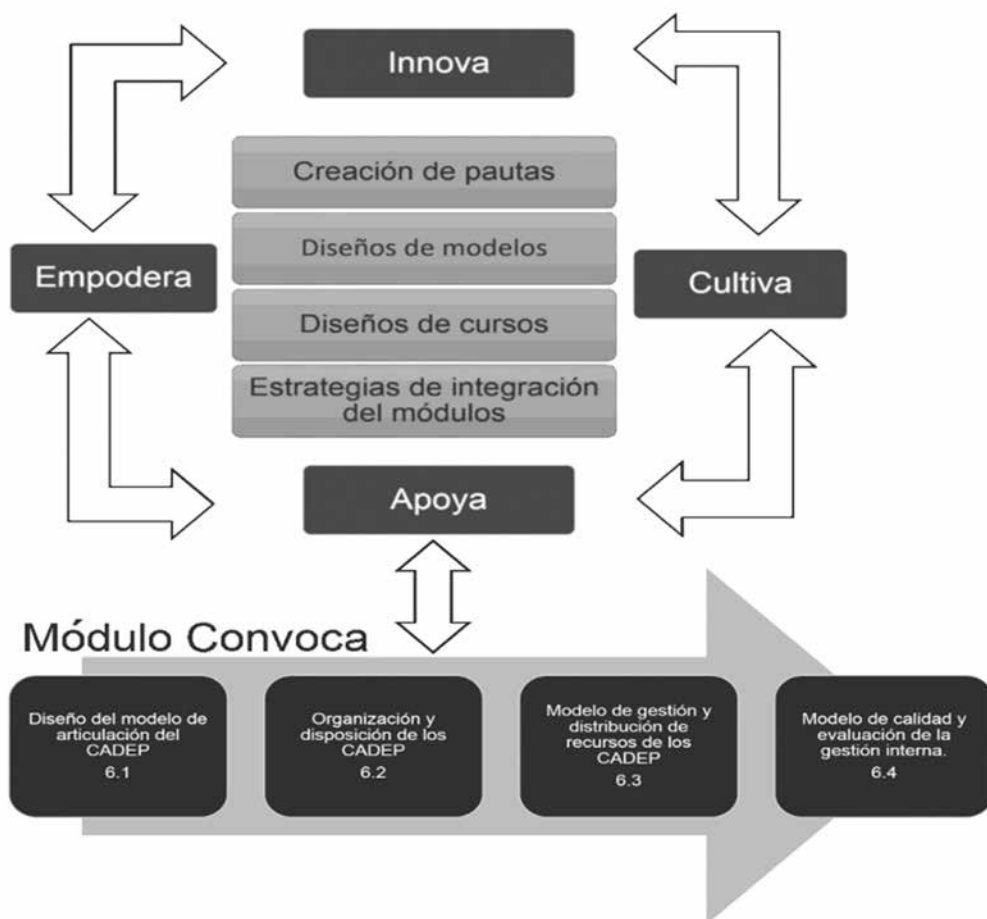 Innova
Creación de pautas
Diseños de modelos
Empodera
Cultiva
Diseños de cursos
Estrategias de integración
del módulos
Apoya
Módulo Convoca
Diseño del modelo de
articulación del
CADEP
6.1
Organización y
disposición de los
CADEP
6.2
Modelo de gestión y
distribución de
recursos de los
CADEP
6.3
Modelo de calidad y
evaluación de la
gestión interna.
6.4